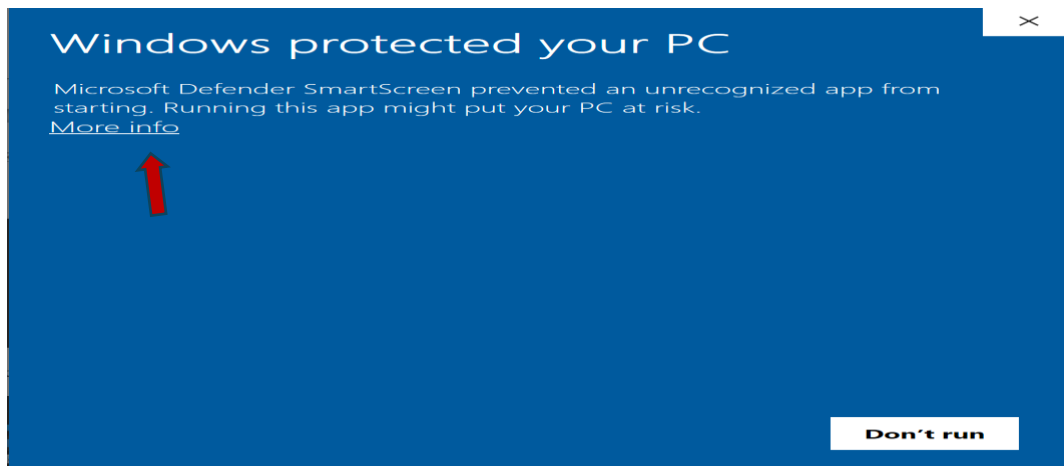 Windows protected your PC
Microsoft Defender SmartScreen prevented an unrecognized app from
starting. Running this app might put your PC at risk.
More info
Don't run